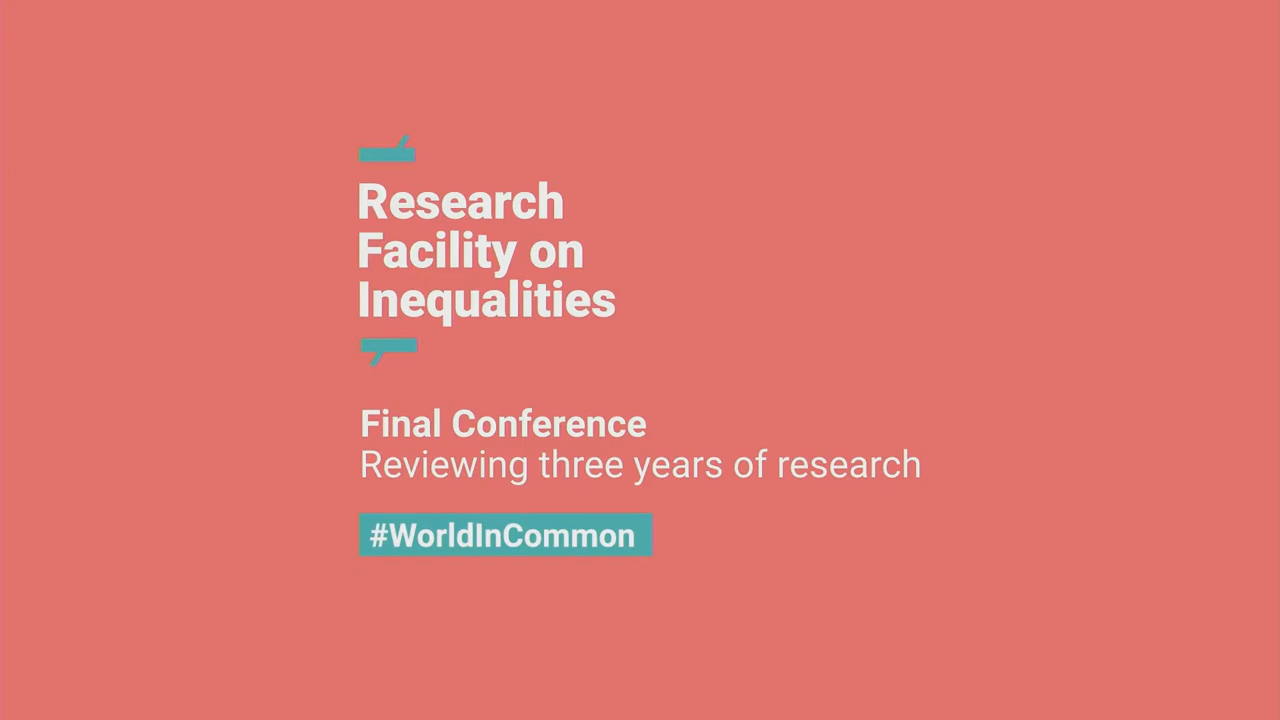 Research
Facility on
Inequalities
Final Conference
Reviewing three years of research
#WorldInCommon